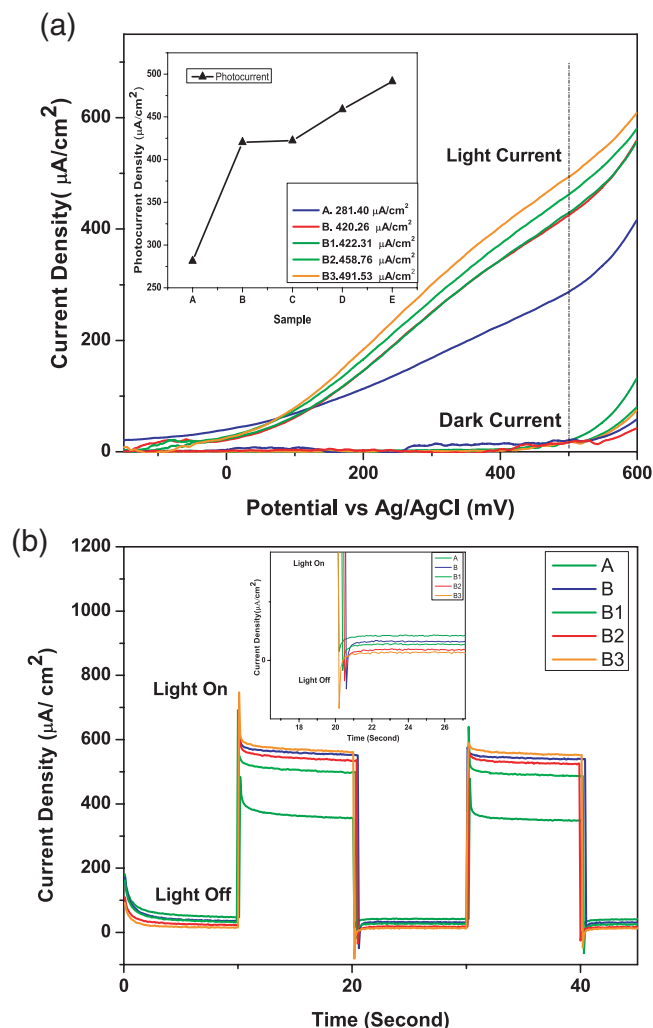 (a)
Current Density( μA/cm2)
600
400
200
0
0
200
400
600
Potential vs Ag/AgCl (mV)
Light Current
Dark Current
Photocurrent Density (μA/cm2)
500
450
400
350
300
250
A
B
C
D
E
Sample
Photocurrent
A. 281.40 μA/cm2
B. 420.26 μA/cm2
B1.422.31 μA/cm2
B2.458.76 μA/cm2
B3.491.53 μA/cm2
(b)
Current Density (μA/ cm2)
1200
1000
800
600
400
200
0
0
20
40
Time (Second)
Light On
Light Off
A
B
B1
B2
B3
Current Density(μA/cm2)
0
18
20
22
24
26
Time (Second)
Light On
Light Off
A
B
B1
B2
B3